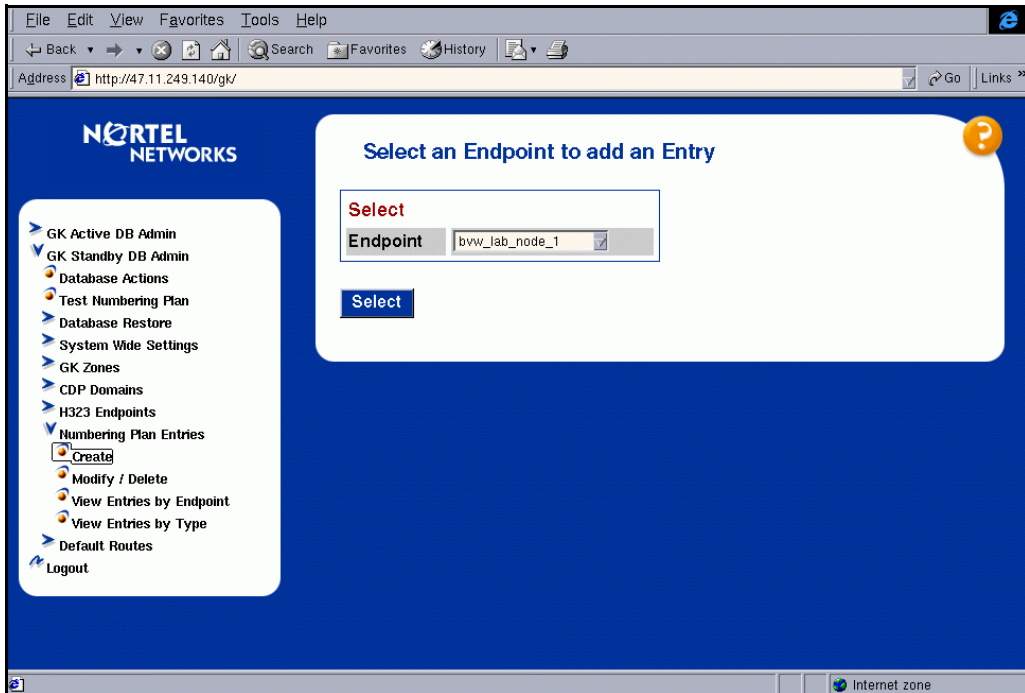 File Edit View Favorites Tools Help
Back Search Favorites History
Address http://47.11.249.140/gk/ Go Links »
NORTEL
NETWORKS
GK Active DB Admin
GK Standby DB Admin
Database Actions
Test Numbering Plan
Database Restore
System Wide Settings
GK Zones
CDP Domains
H323 Endpoints
Numbering Plan Entries
Create
Modify / Delete
View Entries by Endpoint
View Entries by Type
Default Routes
Logout
Select an Endpoint to add an Entry
?
Select
Endpoint bvw_lab_node_1
Select
Internet zone